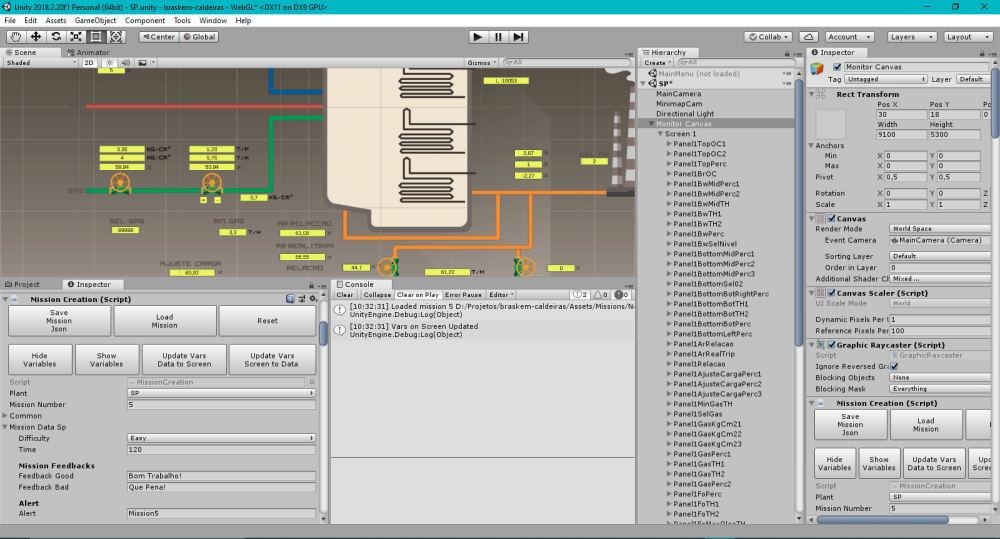 Unity 2018.2.20f1 Personal (64bit) - SP.unity - braskem-caldeiras - WebGL* <DX11 on DX9 GPU>
File Edit Assets GameObject Component Tools Window Help
Center Global
Collab Account Layers Layout
Scene Animator
Shaded 2D Gizmos All
5
L -19053
3,96 KG/CM² 6,28 T/H
4 KG/CM² 5,75 T/H
59,94 % 53,94 %
GAS
+ -
3,7 KG/CM²
3,67 %
1
-2,27
2
SEL GAS MIN GAS AR RELACCAO
99999 3,3 T/H 61,08 %
AR REAL (TRIP)
56,55 %
AJUSTE CARGA RELACAO
60,92 % 44,7 % 61,22 T/H 0 %
Hierarchy
Create All
MainMenu (not loaded)
SP*
MainCamera
MinimapCam
Directional Light
Monitor Canvas
Screen 1
Panel1TopOC1
Panel1TopOC2
Panel1TopPerc
Panel1BrOC
Panel1BwMidPerc1
Panel1BwMidPerc2
Panel1BwMidTH
Panel1BwTH1
Panel1BwTH2
Panel1BwPerc
Panel1BwSelNivel
Panel1BottomMidPerc1
Panel1BottomMidPerc2
Panel1BottomMidPerc3
Panel1BottomSel02
Panel1BottomBotRightPerc
Panel1BottomBotTH1
Panel1BottomBotTH2
Panel1BottomBotPerc
Panel1BottomLeftPerc
Panel1ArRelacao
Panel1ArRealTrip
Panel1Relacao
Panel1AjusteCargaPerc1
Panel1AjusteCargaPerc2
Panel1AjusteCargaPerc3
Panel1MinGasTH
Panel1SelGas
Panel1GasKgCm21
Panel1GasKgCm22
Panel1GasKgCm23
Panel1GasPerc1
Panel1GasTH1
Panel1GasTH2
Panel1GasPerc2
Panel1FoPerc
Panel1FoTH1
Panel1FoTH2
Panel1FoMaxOleoTH
Inspector
Monitor Canvas
Tag Untagged Layer Default
Rect Transform
Pos X Pos Y Po
30 18 0
Width Height
9100 5300
Anchors
Min X 0 Y 0
Max X 0 Y 0
Pivot X 0,5 Y 0,5
Rotation X 0 Y 0 Z
Scale X 1 Y 1 Z
Canvas
Render Mode World Space
Event Camera MainCamera (Camera)
Sorting Layer Default
Order in Layer 0
Additional Shader Ch Mixed ...
Canvas Scaler (Script)
UI Scale Mode World
Dynamic Pixels Per U 1
Reference Pixels Per 100
Graphic Raycaster (Script)
Script GraphicRaycaster
Ignore Reversed Gra
Blocking Objects None
Blocking Mask Everything
Mission Creation (Script)
Save Mission Json
Load Mission
Hide Variables
Show Variables
Update Vars Data to Screen
Script MissionCreation
Plant SP
Mission Number 5
Project Inspector
Mission Creation (Script)
Save Mission Json
Load Mission
Reset
Hide Variables
Show Variables
Update Vars Data to Screen
Update Vars Screen to Data
Script MissionCreation
Plant SP
Mission Number 5
Common
Mission Data Sp
Difficulty Easy
Time 120
Mission Feedbacks
Feedback Good Bom Trabalho!
Feedback Bad Que Pena!
Alert
Alert Mission5
Console
Clear Collapse Clear on Play Error Pause Editor 2 0 0
[10:32:31] Loaded mission 5 D:/Projetos/braskem-caldeiras/Assets/Missions/N
UnityEngine.Debug:Log(Object)
[10:32:31] Vars on Screen Updated
UnityEngine.Debug:Log(Object)